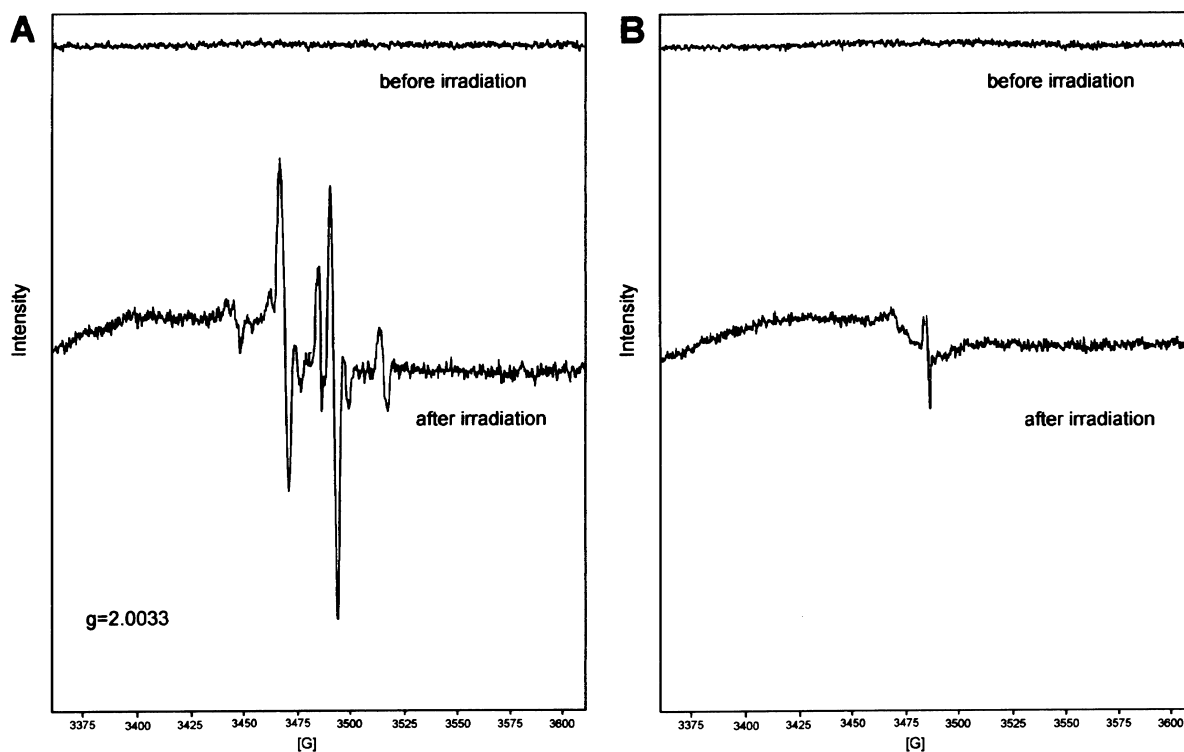 A
before irradiation
Intensity
after irradiation
g=2.0033
3375 3400 3425 3450 3475 3500 3525 3550 3575 3600
[G]
B
before irradiation
Intensity
after irradiation
3375 3400 3425 3450 3475 3500 3525 3550 3575 3600
[G]